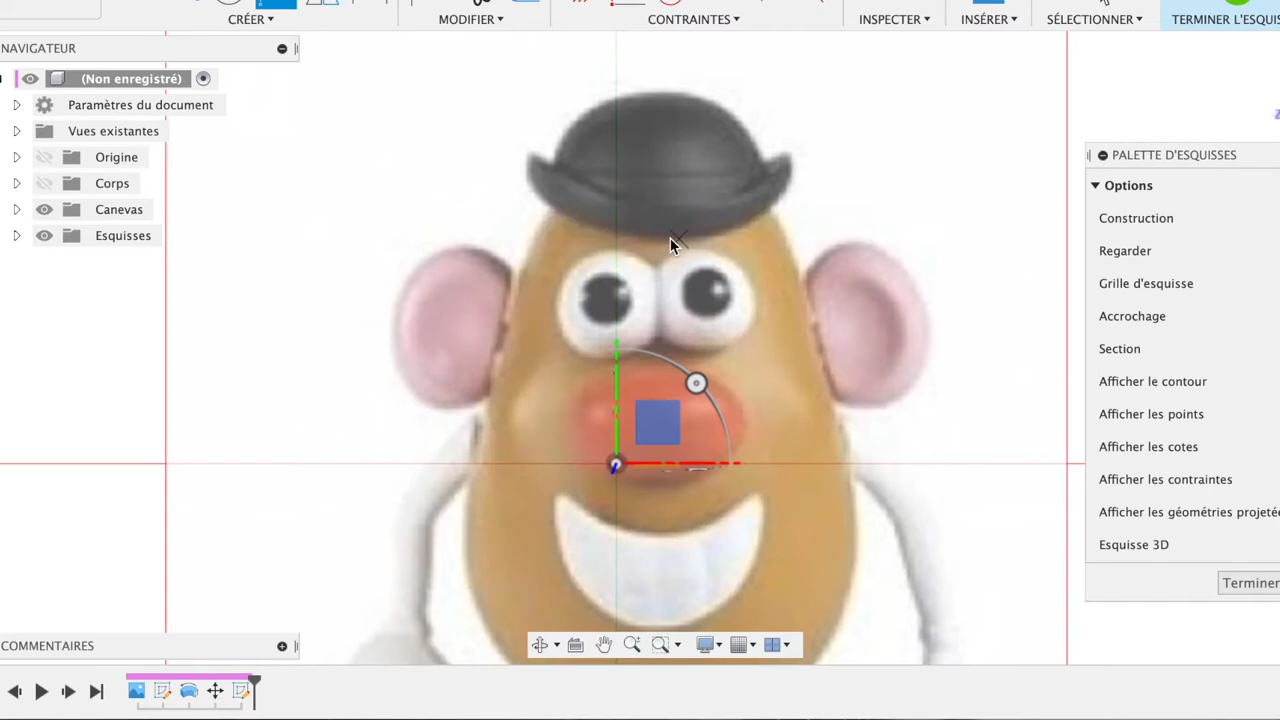 CRÉER
MODIFIER
CONTRAINTES
INSPECTER
INSÉRER
SÉLECTIONNER
TERMINER L'ESQUIS
NAVIGATEUR
(Non enregistré)
Paramètres du document
Vues existantes
Origine
Corps
Canevas
Esquisses
PALETTE D'ESQUISSES
Options
Construction
Regarder
Grille d'esquisse
Accrochage
Section
Afficher le contour
Afficher les points
Afficher les cotes
Afficher les contraintes
Afficher les géométries projeté
Esquisse 3D
Terminer
COMMENTAIRES